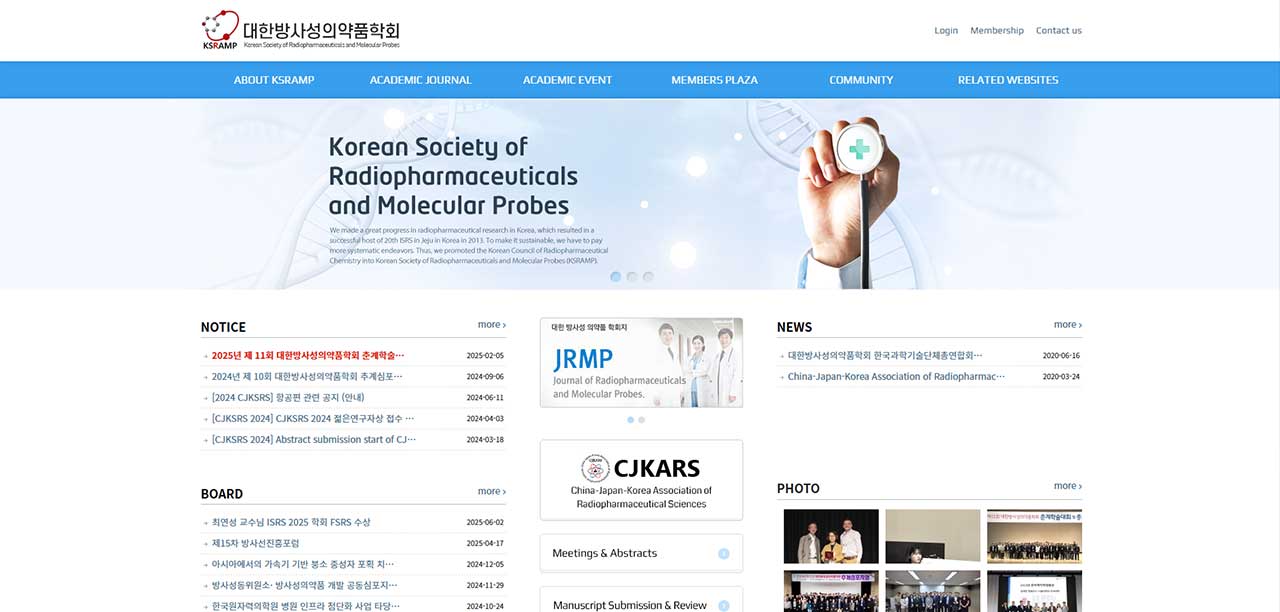 대한방사성의약품학회
KSRAMP Korean Society of Radiopharmaceuticals and Molecular Probes
Login Membership Contact us
ABOUT KSRAMP ACADEMIC JOURNAL ACADEMIC EVENT MEMBERS PLAZA COMMUNITY RELATED WEBSITES
Korean Society of
Radiopharmaceuticals
and Molecular Probes
We made a great progress in radiopharmaceutical research in Korea, which resulted in a
successful host of 20th ISRS in Jeju in Korea in 2013. To make it sustainable, we have to pay
more systematic endeavors. Thus, we promoted the Korean Council of Radiopharmaceutical
Chemistry into Korean Society of Radiopharmaceuticals and Molecular Probes (KSRAMP).
NOTICE more ›
2025년 제 11회 대한방사성의약품학회 춘계학술··· 2025-02-05
2024년 제 10회 대한방사성의약품학회 추계심포··· 2024-09-06
[2024 CJKSRS] 항공편 관련 공지 (안내) 2024-06-11
[CJKSRS 2024] CJKSRS 2024 젊은연구자상 접수 ··· 2024-04-03
[CJKSRS 2024] Abstract submission start of CJ··· 2024-03-18
BOARD more ›
최연성 교수님 ISRS 2025 학회 FSRS 수상 2025-06-02
제15차 방사선진흥포럼 2025-04-17
아시아에서의 가속기 기반 붕소 중성자 포획 치··· 2024-12-05
방사성동위원소· 방사성의약품 개발 공동심포지··· 2024-11-29
한국원자력의학원 병원 인프라 첨단화 사업 타당··· 2024-10-24
대한 방사성 의약품 학회지
JRMP
Journal of Radiopharmaceuticals
and Molecular Probes.
CJKARS
China-Japan-Korea Association of
Radiopharmaceutical Sciences
Meetings & Abstracts
Manuscript Submission & Review
NEWS more ›
대한방사성의약품학회 한국과학기술단체총연합회··· 2020-06-16
China-Japan-Korea Association of Radiopharmac··· 2020-03-24
PHOTO more ›